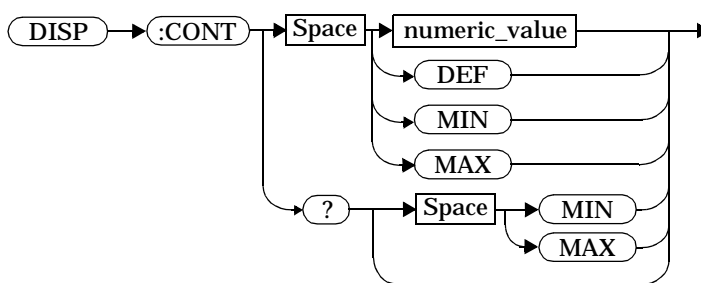 DISP :CONT Space numeric_value
DEF
MIN
MAX
? Space MIN
MAX